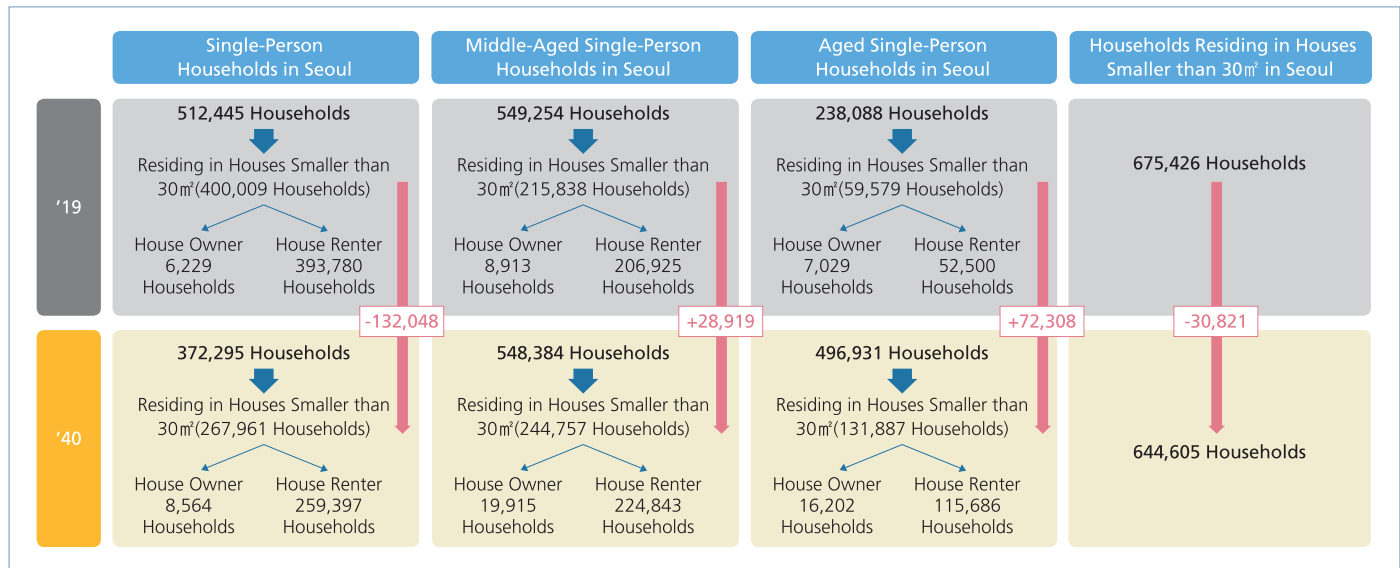 Single-Person
Households in Seoul
Middle-Aged Single-Person
Households in Seoul
Aged Single-Person
Households in Seoul
Households Residing in Houses
Smaller than 30㎡ in Seoul
'19
512,445 Households
Residing in Houses Smaller than
30㎡(400,009 Households)
House Owner
6,229
Households
House Renter
393,780
Households
-132,048
549,254 Households
Residing in Houses Smaller than
30㎡(215,838 Households)
House Owner
8,913
Households
House Renter
206,925
Households
+28,919
238,088 Households
Residing in Houses Smaller than
30㎡(59,579 Households)
House Owner
7,029
Households
House Renter
52,500
Households
+72,308
675,426 Households
-30,821
'40
372,295 Households
Residing in Houses Smaller than
30㎡(267,961 Households)
House Owner
8,564
Households
House Renter
259,397
Households
548,384 Households
Residing in Houses Smaller than
30㎡(244,757 Households)
House Owner
19,915
Households
House Renter
224,843
Households
496,931 Households
Residing in Houses Smaller than
30㎡(131,887 Households)
House Owner
16,202
Households
House Renter
115,686
Households
644,605 Households